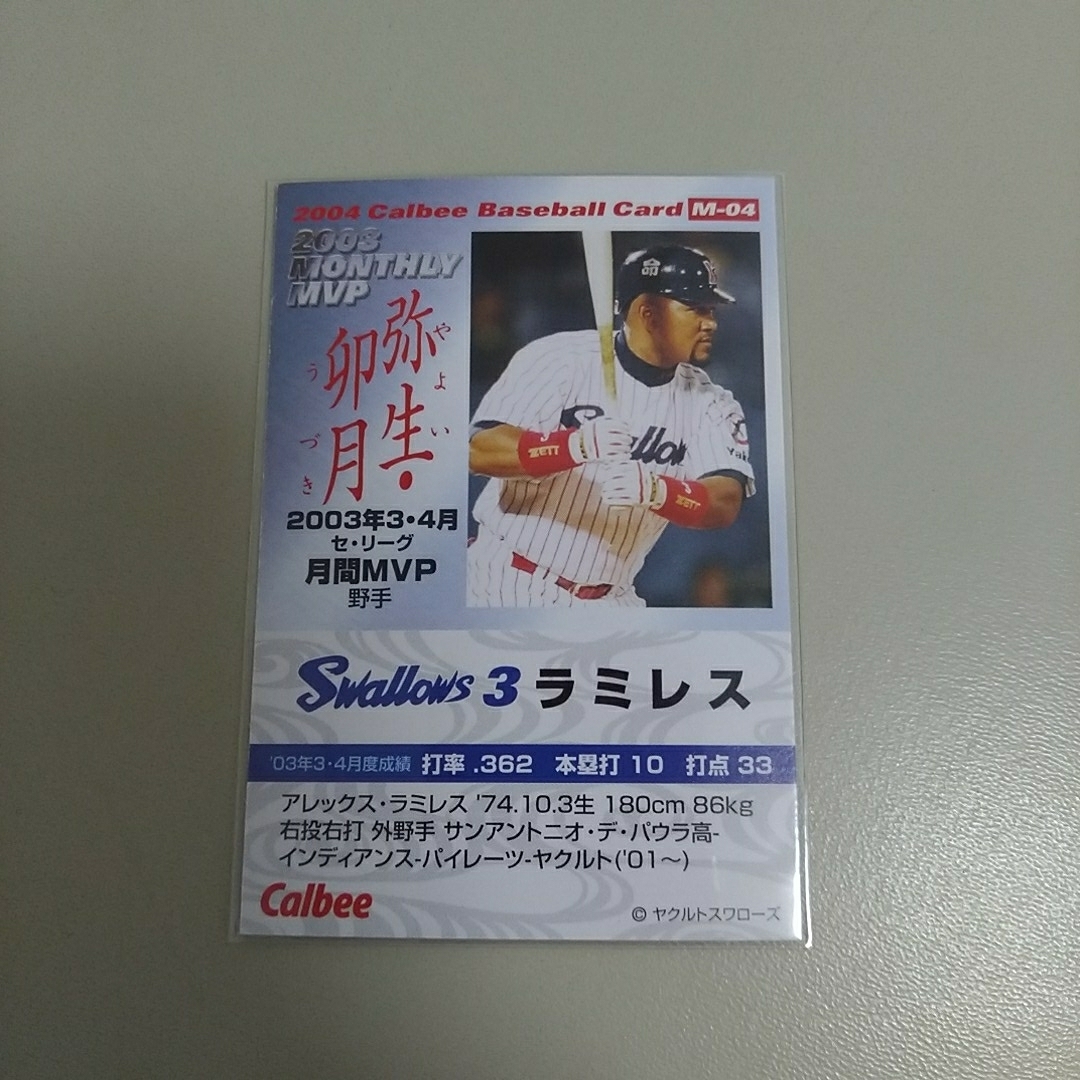 2004 Calbee Baseball Card M-04
2003
MONTHLY
MVP
弥生・
やよい
卯月
うづき
2003年3・4月
セ・リーグ
月間MVP
野手
命
Y
Swallows
ZETT
ZETT
Swallows 3 ラミレス
'03年3・4月度成績 打率 .362 本塁打 10 打点 33
アレックス・ラミレス '74.10.3生 180cm 86kg
右投右打 外野手 サンアントニオ・デ・パウラ高-
インディアンス-パイレーツ-ヤクルト('01〜)
Calbee
© ヤクルトスワローズ